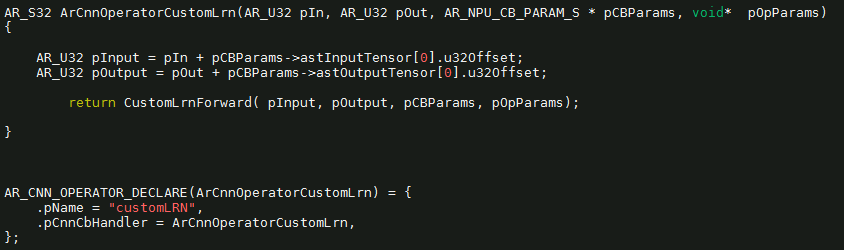 AR_S32 ArCnnOperatorCustomLrn(AR_U32 pIn, AR_U32 pOut, AR_NPU_CB_PARAM_S * pCBParams, void*  pOpParams)
{
    AR_U32 pInput = pIn + pCBParams->astInputTensor[0].u32Offset;
    AR_U32 pOutput = pOut + pCBParams->astOutputTensor[0].u32Offset;
        return CustomLrnForward( pInput, pOutput, pCBParams, pOpParams);
}
AR_CNN_OPERATOR_DECLARE(ArCnnOperatorCustomLrn) = {
    .pName = "customLRN",
    .pCnnCbHandler = ArCnnOperatorCustomLrn,
};